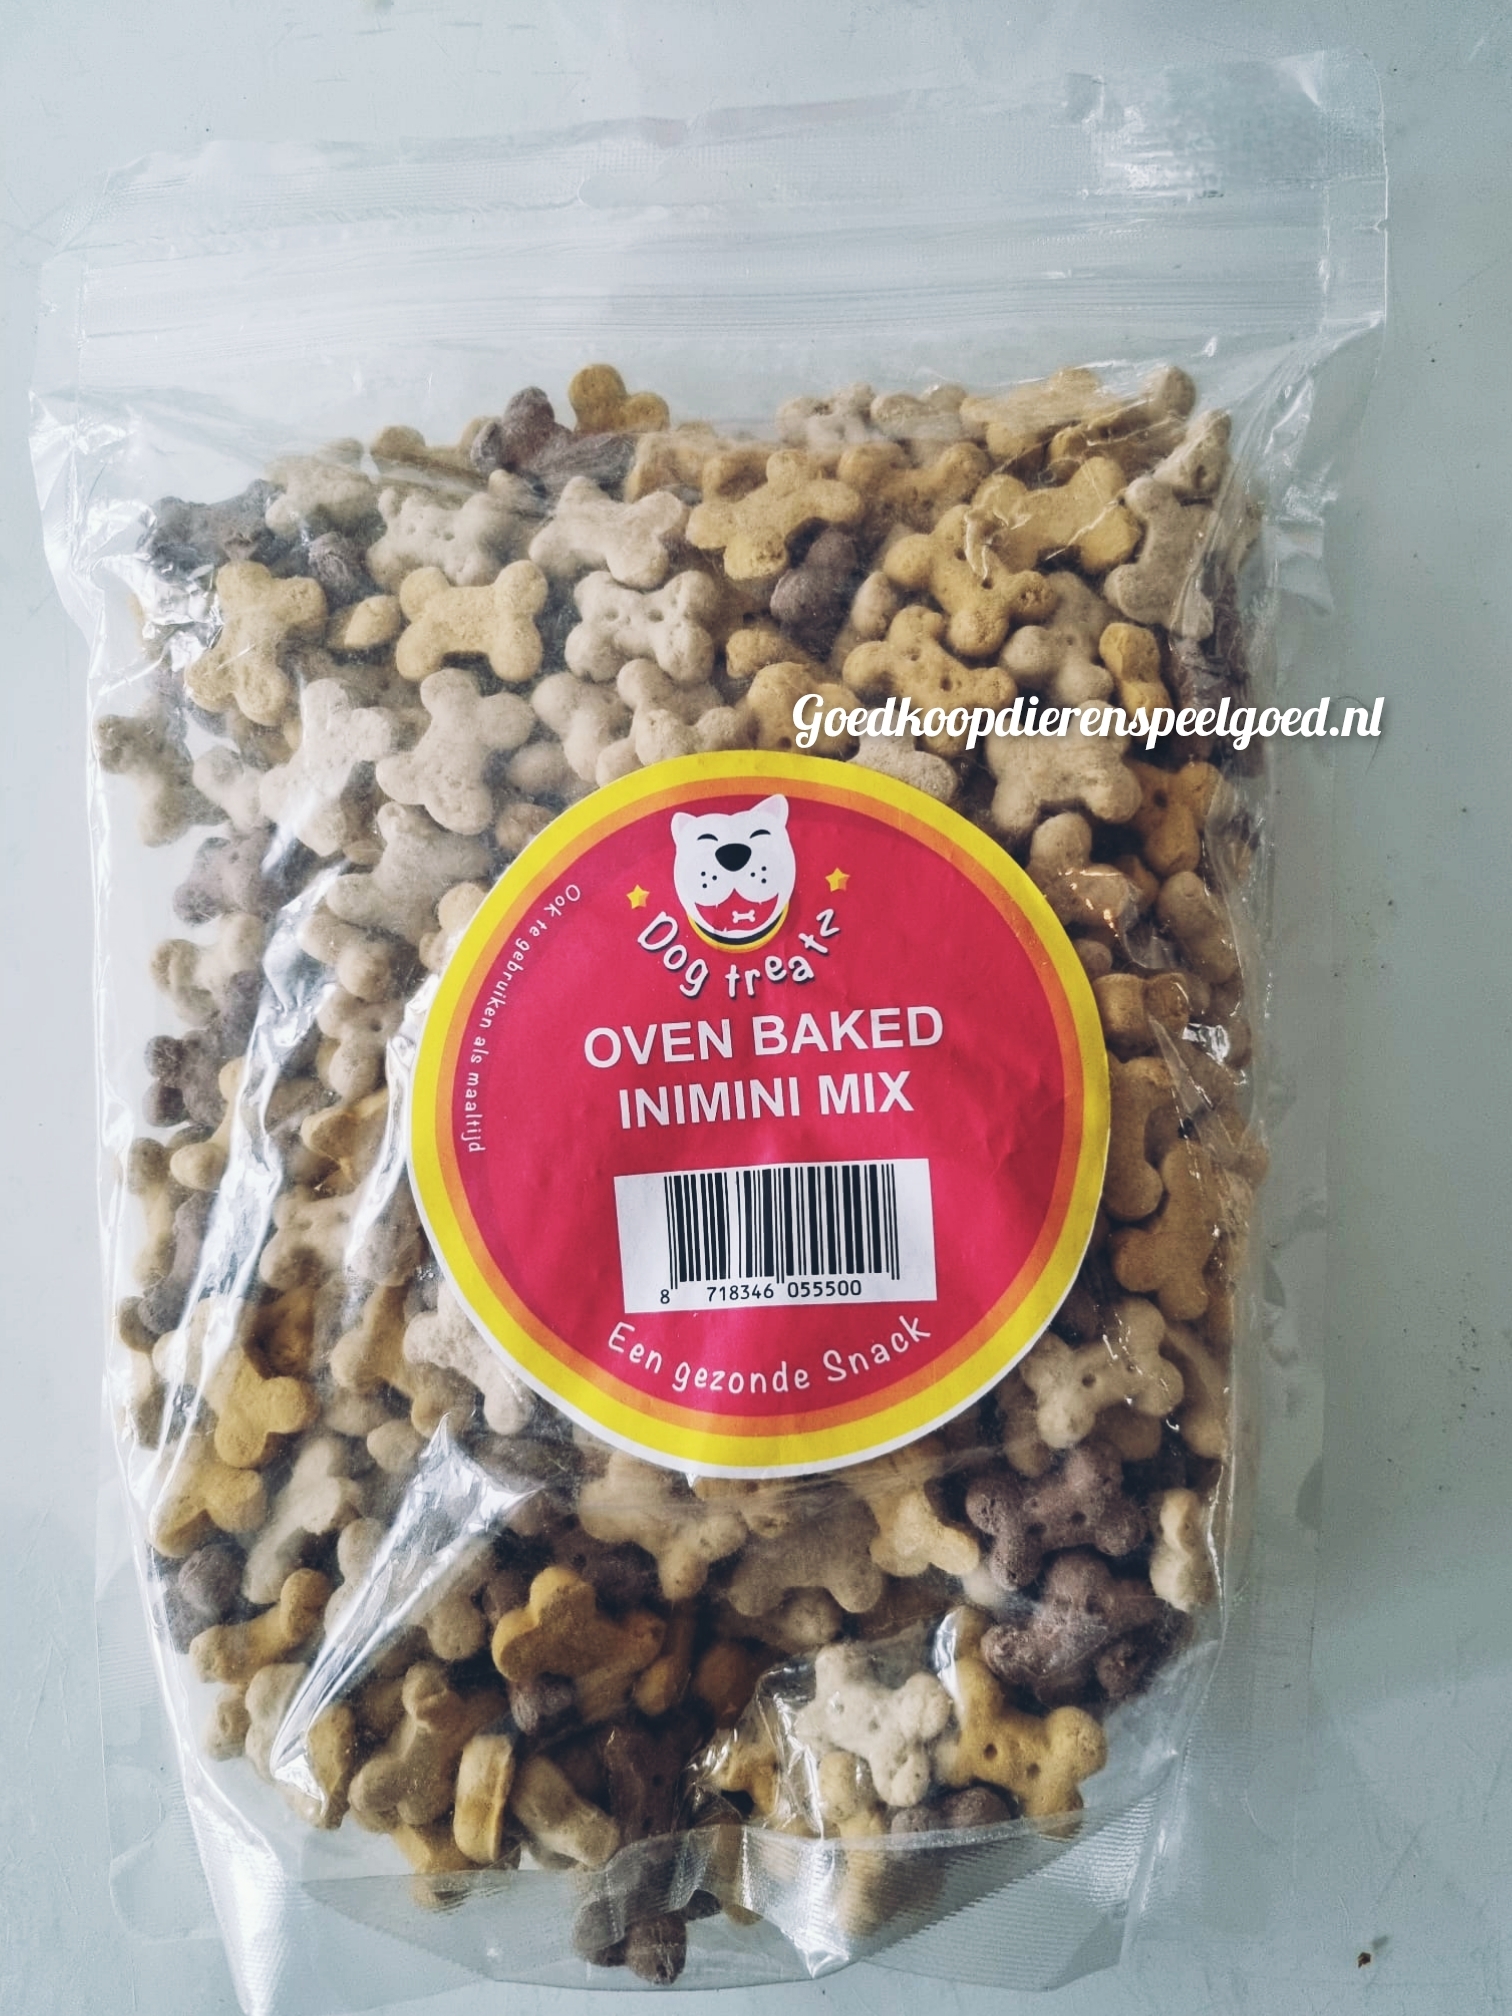 Goedkoopdierenspeelgoed.nl
Dog treatz
Ook te gebruiken als maaltijd
OVEN BAKED
INIMINI MIX
8 718346 055500
Een gezonde Snack